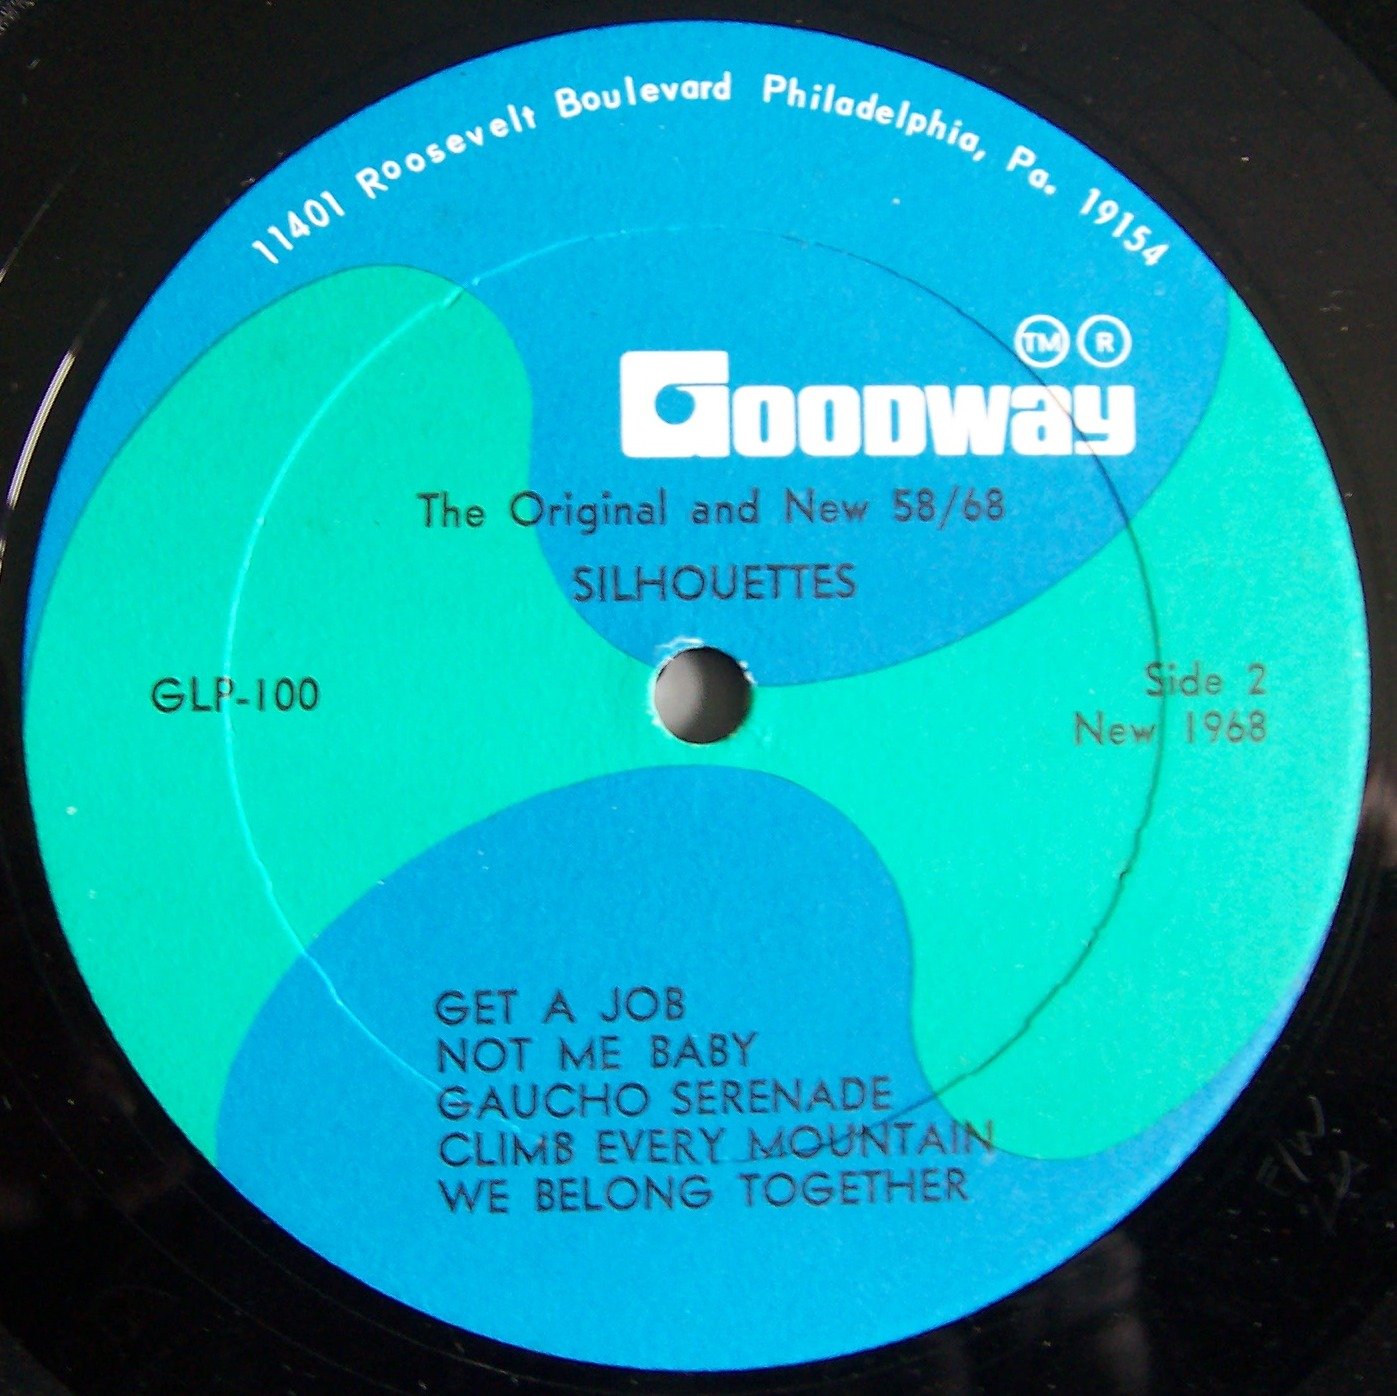 11401 Roosevelt Boulevard Philadelphia, Pa. 19154
TM R
GOODWAY
The Original and New 58/68
SILHOUETTES
GLP-100
Side 2
New 1968
GET A JOB
NOT ME BABY
GAUCHO SERENADE
CLIMB EVERY MOUNTAIN
WE BELONG TOGETHER